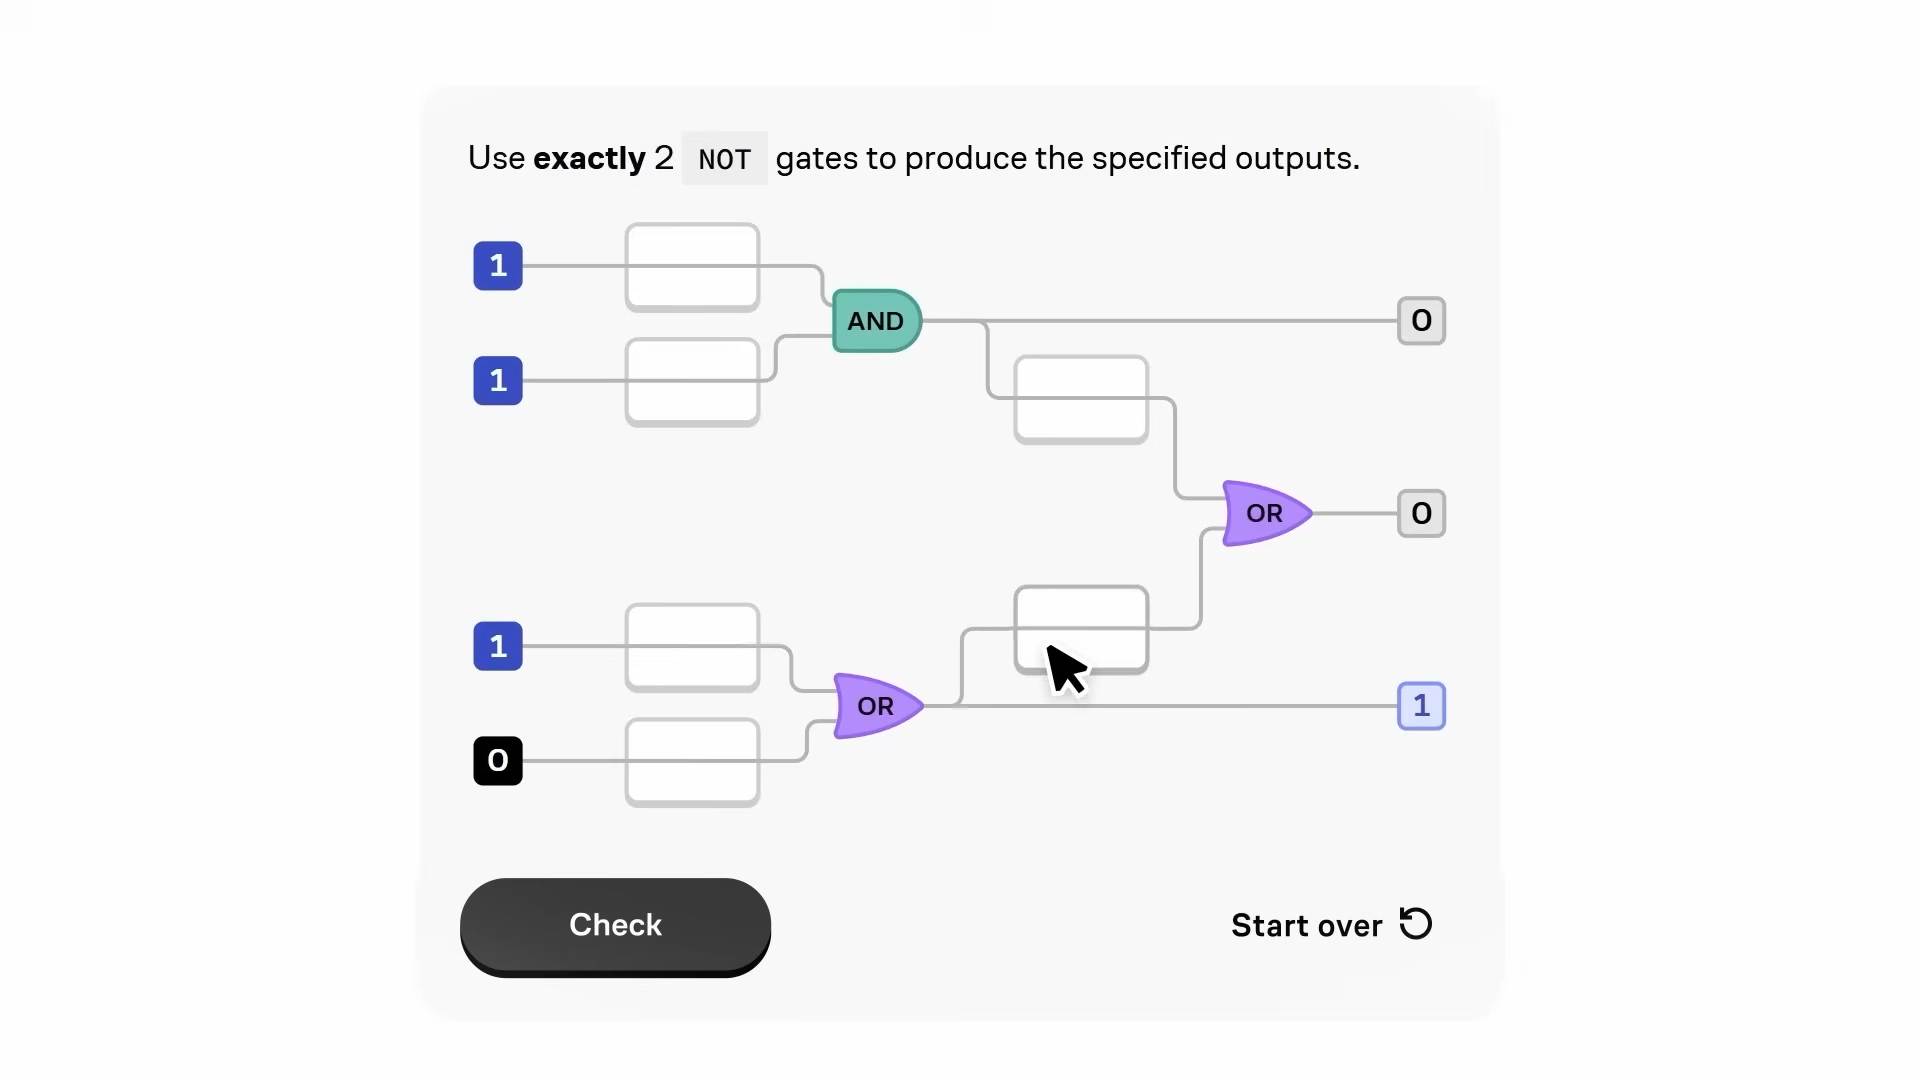 Use exactly 2 NOT gates to produce the specified outputs.
1
AND
0
1
OR
0
1
OR
1
0
Check
Start over